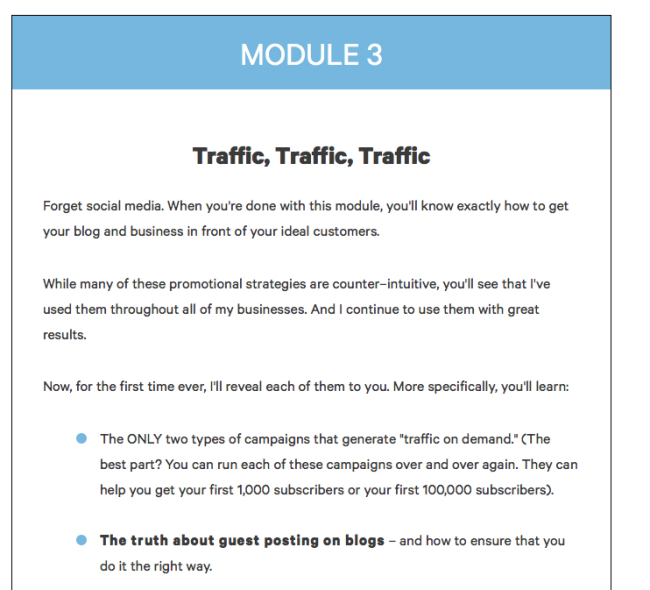 MODULE 3
Traffic, Traffic, Traffic
Forget social media. When you're done with this module, you'll know exactly how to get
your blog and business in front of your ideal customers.
While many of these promotional strategies are counter-intuitive, you'll see that I've
used them throughout all of my businesses. And I continue to use them with great
results.
Now, for the first time ever, I'll reveal each of them to you. More specifically, you'll learn:
The ONLY two types of campaigns that generate "traffic on demand." (The
best part? You can run each of these campaigns over and over again. They can
help you get your first 1,000 subscribers or your first 100,000 subscribers).
The truth about guest posting on blogs – and how to ensure that you
do it the right way.